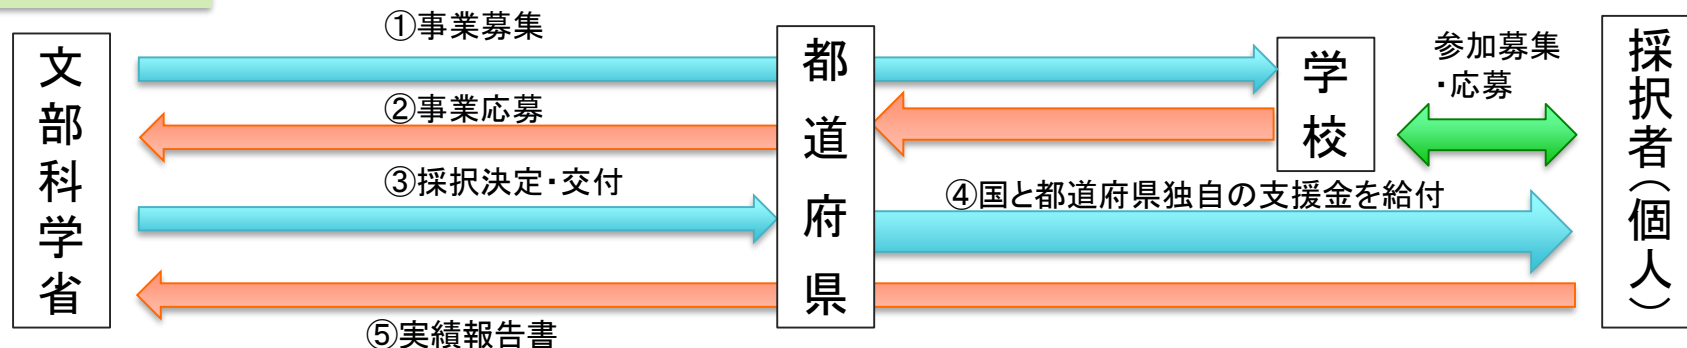 文部科学省
①事業募集
②事業応募
③採択決定・交付
⑤実績報告書
都道府県
④国と都道府県独自の支援金を給付
学校
参加募集
・応募
採択者（個人）